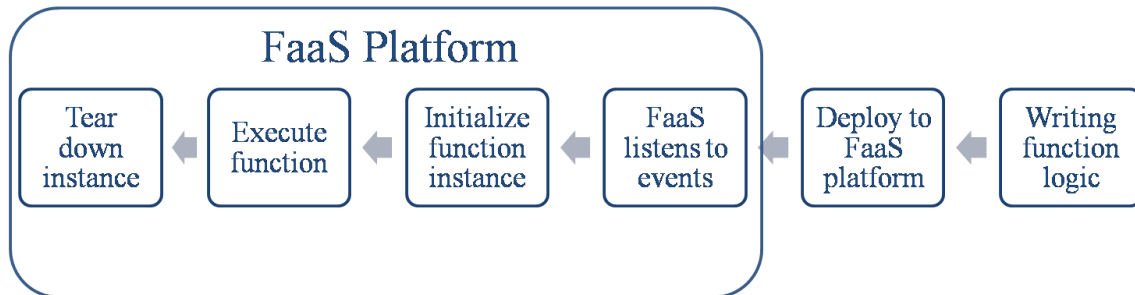 FaaS Platform
Tear
down
instance
Execute
function
Initialize
function
instance
FaaS
listens to
events
Deploy to
FaaS
platform
Writing
function
logic